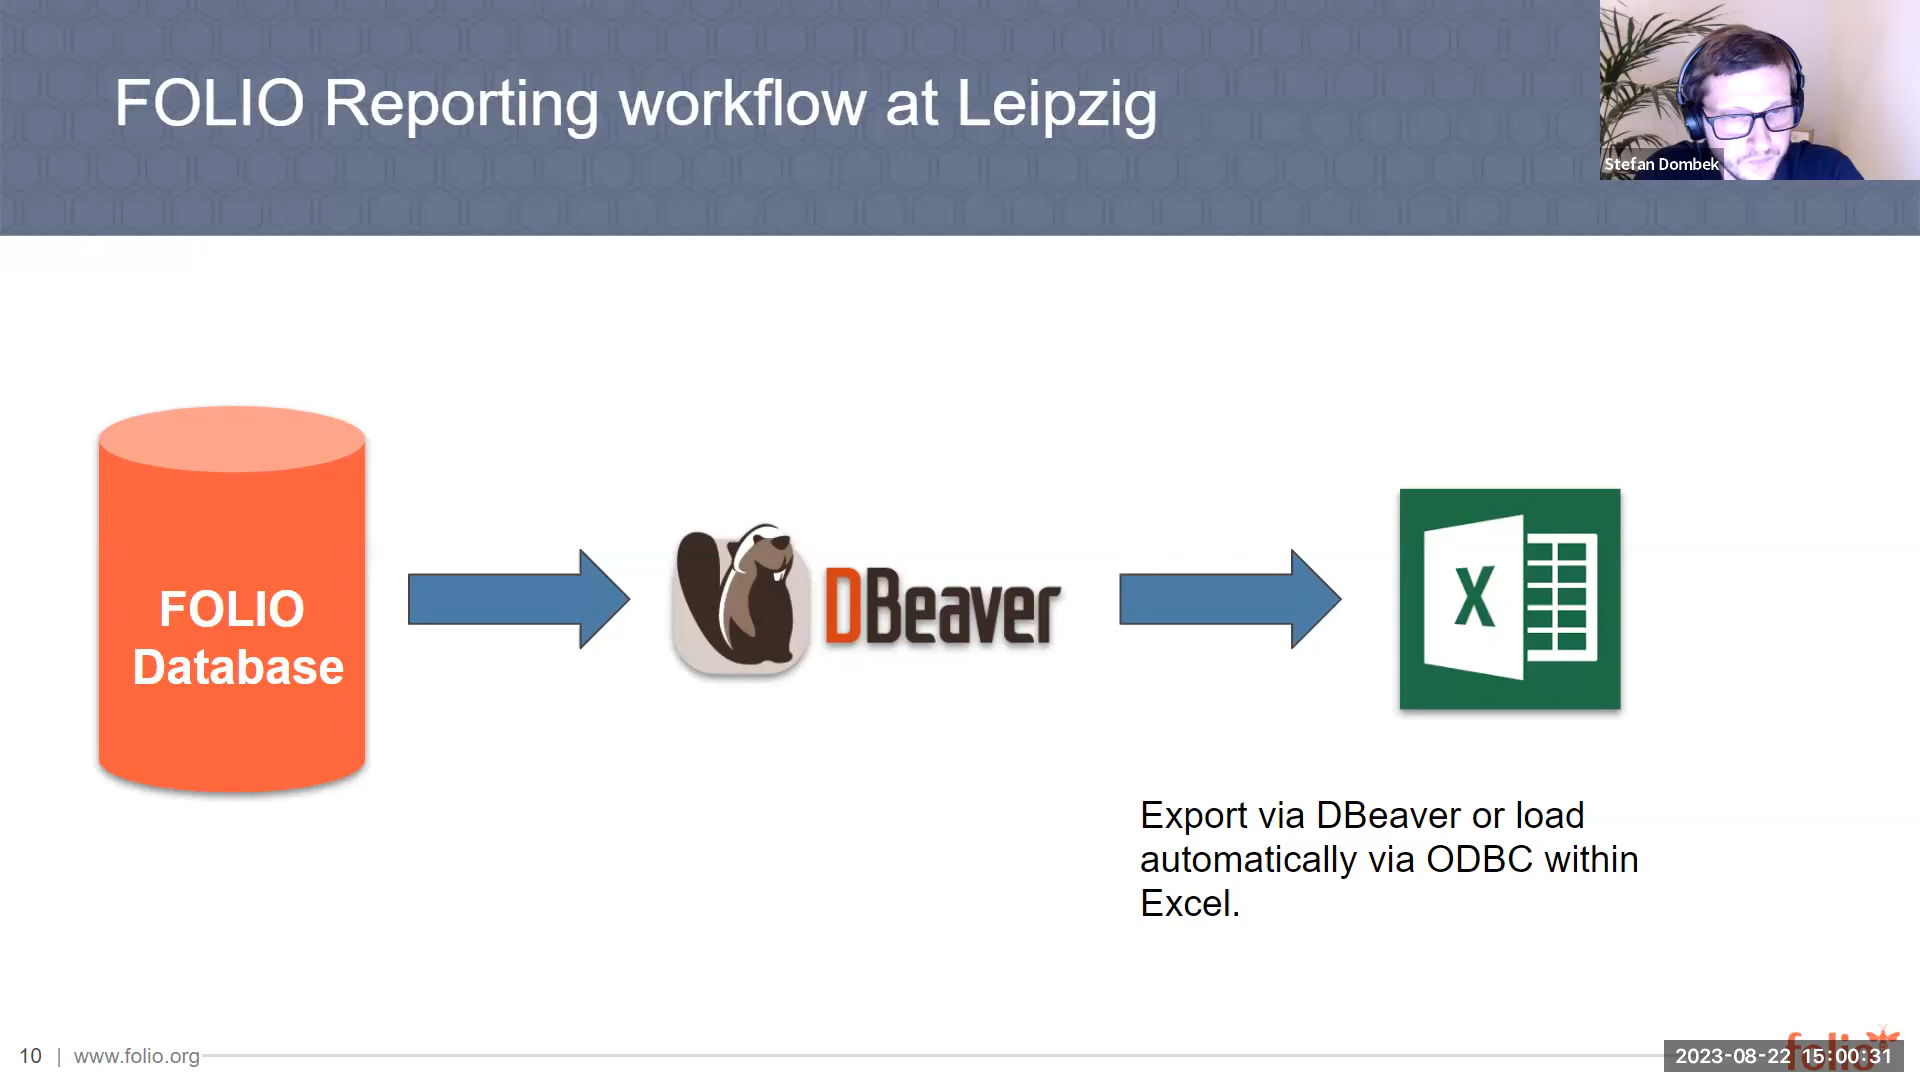 FOLIO Reporting workflow at Leipzig
Stefan Dombek
FOLIO
Database
DBeaver
X
Export via DBeaver or load
automatically via ODBC within
Excel.
10 | www.folio.org
folio
2023-08-22 15:00:31